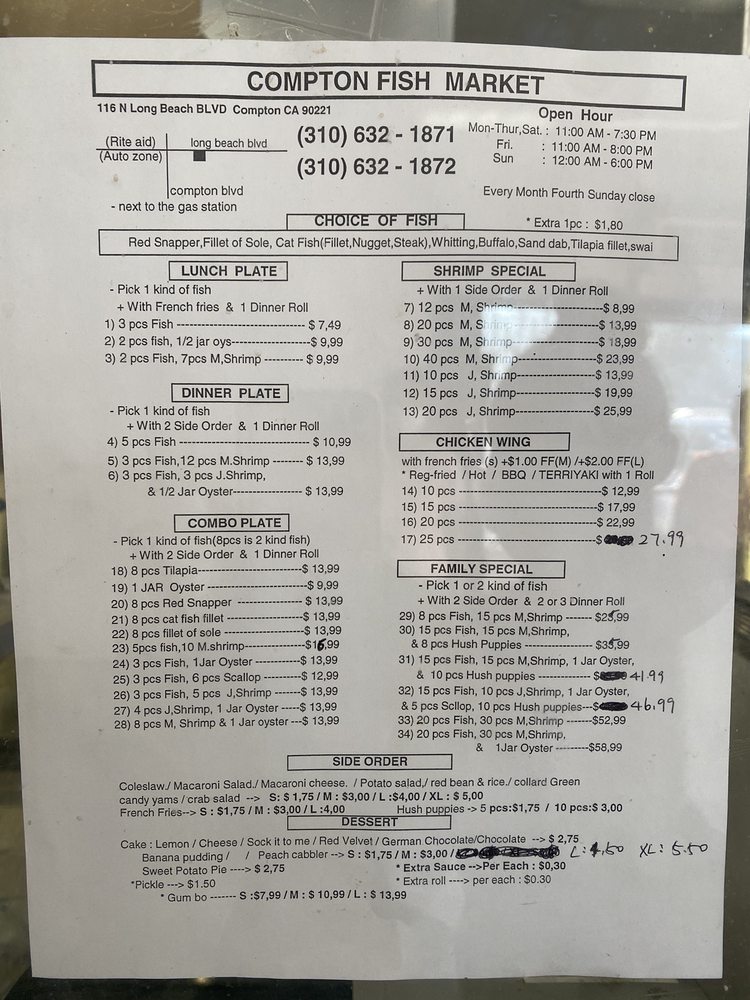 COMPTON FISH MARKET
116 N Long Beach BLVD Compton CA 90221
(Rite aid)
(Auto zone)
long beach blvd
compton blvd
- next to the gas station
(310) 632 - 1871
(310) 632 - 1872
Open Hour
Mon-Thur,Sat. : 11:00 AM - 7:30 PM
Fri. : 11:00 AM - 8:00 PM
Sun : 12:00 AM - 6:00 PM
Every Month Fourth Sunday close
CHOICE OF FISH
* Extra 1pc : $1,80
Red Snapper,Fillet of Sole, Cat Fish(Fillet,Nugget,Steak),Whitting,Buffalo,Sand dab,Tilapia fillet,swai
LUNCH PLATE
- Pick 1 kind of fish
+ With French fries & 1 Dinner Roll
1) 3 pcs Fish ---------------------------- $ 7,49
2) 2 pcs fish, 1/2 jar oys----------------$ 9,99
3) 2 pcs Fish, 7pcs M,Shrimp ---------- $ 9,99
DINNER PLATE
- Pick 1 kind of fish
+ With 2 Side Order & 1 Dinner Roll
4) 5 pcs Fish ---------------------------- $ 10,99
5) 3 pcs Fish,12 pcs M.Shrimp ------- $ 13,99
6) 3 pcs Fish, 3 pcs J.Shrimp,
& 1/2 Jar Oyster--------------------- $ 13,99
COMBO PLATE
- Pick 1 kind of fish(8pcs is 2 kind fish)
+ With 2 Side Order & 1 Dinner Roll
18) 8 pcs Tilapia-----------------------$ 13,99
19) 1 JAR Oyster ----------------------$ 9,99
20) 8 pcs Red Snapper --------------- $ 13,99
21) 8 pcs cat fish fillet -----------------$ 13,99
22) 8 pcs fillet of sole -----------------$ 13,99
23) 5pcs fish,10 M.shrimp-------------$16,99
24) 3 pcs Fish, 1Jar Oyster -----------$ 13,99
25) 3 pcs Fish, 6 pcs Scallop --------$ 12,99
26) 3 pcs Fish, 5 pcs J,Shrimp ------$ 13,99
27) 4 pcs J,Shrimp, 1 Jar Oyster -----$ 13,99
28) 8 pcs M, Shrimp & 1 Jar oyster ---$ 13,99
SHRIMP SPECIAL
+ With 1 Side Order & 1 Dinner Roll
7) 12 pcs M, Shrimp--------------------$ 8,99
8) 20 pcs M, Shrimp--------------------$ 13,99
9) 30 pcs M, Shrimp--------------------$ 18,99
10) 40 pcs M, Shrimp------------------$ 23,99
11) 10 pcs J, Shrimp-------------------$ 13,99
12) 15 pcs J, Shrimp-------------------$ 19,99
13) 20 pcs J, Shrimp-------------------$ 25,99
CHICKEN WING
with french fries (s) +$1.00 FF(M) /+$2.00 FF(L)
* Reg-fried / Hot / BBQ / TERRIYAKI with 1 Roll
14) 10 pcs -------------------------------$ 12,99
15) 15 pcs -------------------------------$ 17,99
16) 20 pcs -------------------------------$ 22,99
17) 25 pcs -------------------------------$ 27.99
FAMILY SPECIAL
- Pick 1 or 2 kind of fish
+ With 2 Side Order & 2 or 3 Dinner Roll
29) 8 pcs Fish, 15 pcs M,Shrimp ------ $25,99
30) 15 pcs Fish, 15 pcs M,Shrimp,
& 8 pcs Hush Puppies --------------- $35,99
31) 15 pcs Fish, 15 pcs M,Shrimp, 1 Jar Oyster,
& 10 pcs Hush puppies ------------ $ 41.99
32) 15 pcs Fish, 10 pcs J,Shrimp, 1 Jar Oyster,
& 5 pcs Scllop, 10 pcs Hush puppies---$ 46,99
33) 20 pcs Fish, 30 pcs M,Shrimp -------$52,99
34) 20 pcs Fish, 30 pcs M,Shrimp,
& 1Jar Oyster ---------$58,99
SIDE ORDER
Coleslaw./ Macaroni Salad./ Macaroni cheese. / Potato salad,/ red bean & rice./ collard Green
candy yams / crab salad --> S: $ 1,75 / M : $3,00 / L :$4,00 / XL : $ 5,00
French Fries--> S : $1,75 / M : $3,00 / L :4,00 Hush puppies -> 5 pcs:$1,75 / 10 pcs:$ 3,00
DESSERT
Cake : Lemon / Cheese / Sock it to me / Red Velvet / German Chocolate/Chocolate --> $ 2,75
Banana pudding / / Peach cabbler --> S : $1,75 / M : $3,00 / L: 4,50 XL: 5.50
Sweet Potato Pie ----> $ 2,75
* Extra Sauce -->Per Each : $0,30
*Pickle ---> $1.50
* Extra roll ----> per each : $0.30
* Gum bo ------- S :$7,99 / M : $ 10,99 / L : $ 13,99